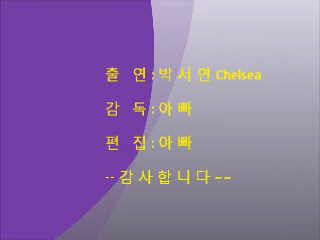 출 연 : 박 서 연 Chelsea
감 독 : 아 빠
편 집 : 아 빠
-- 감 사 합 니 다 ~~